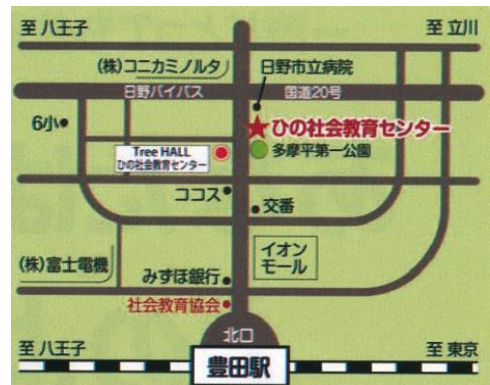 至 八王子
至 立川
(株)コニカミノルタ
日野市立病院
日野バイパス
国道20号
6小
ひの社会教育センター
Tree HALL
ひの社会教育センター
多摩平第一公園
ココス
交番
(株)富士電機
イオン
モール
みずほ銀行
社会教育協会
北口
至 八王子
豊田駅
至 東京